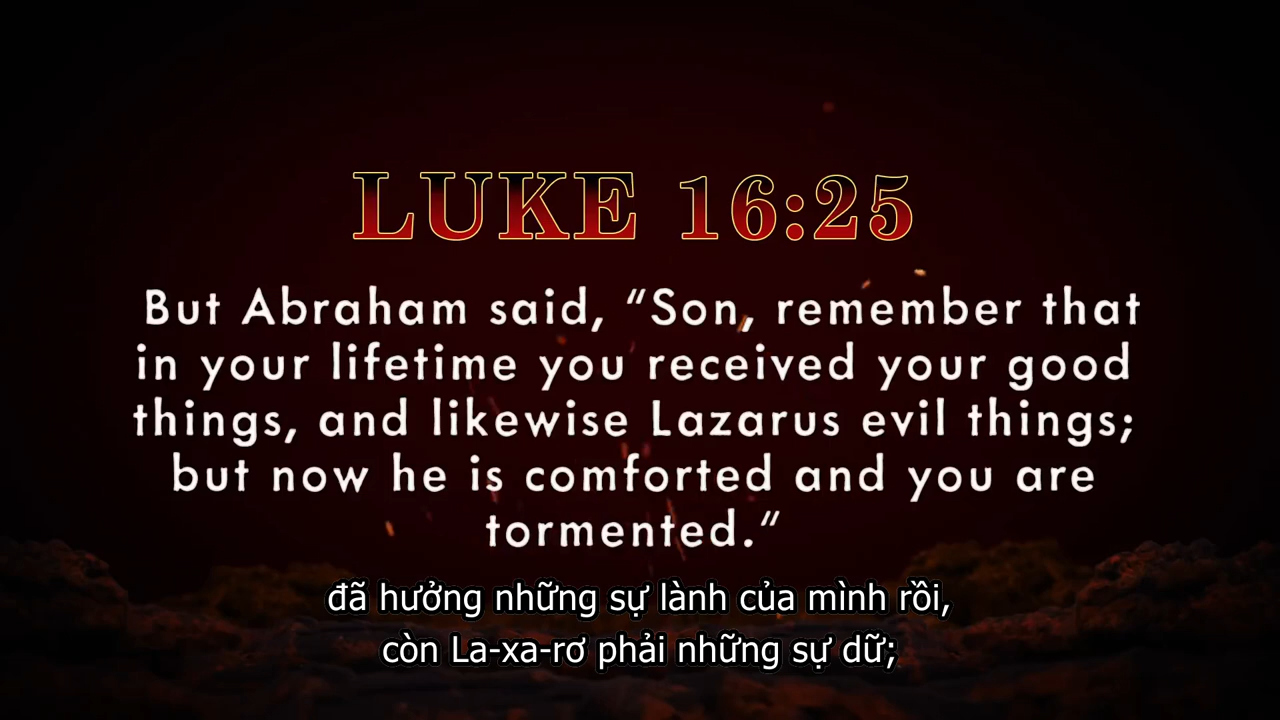 LUKE 16:25
But Abraham said, “Son, remember that
in your lifetime you received your good
things, and likewise Lazarus evil things;
but now he is comforted and you are
tormented.”
đã hưởng những sự lành của mình rồi,
còn La-xa-rơ phải những sự dữ;